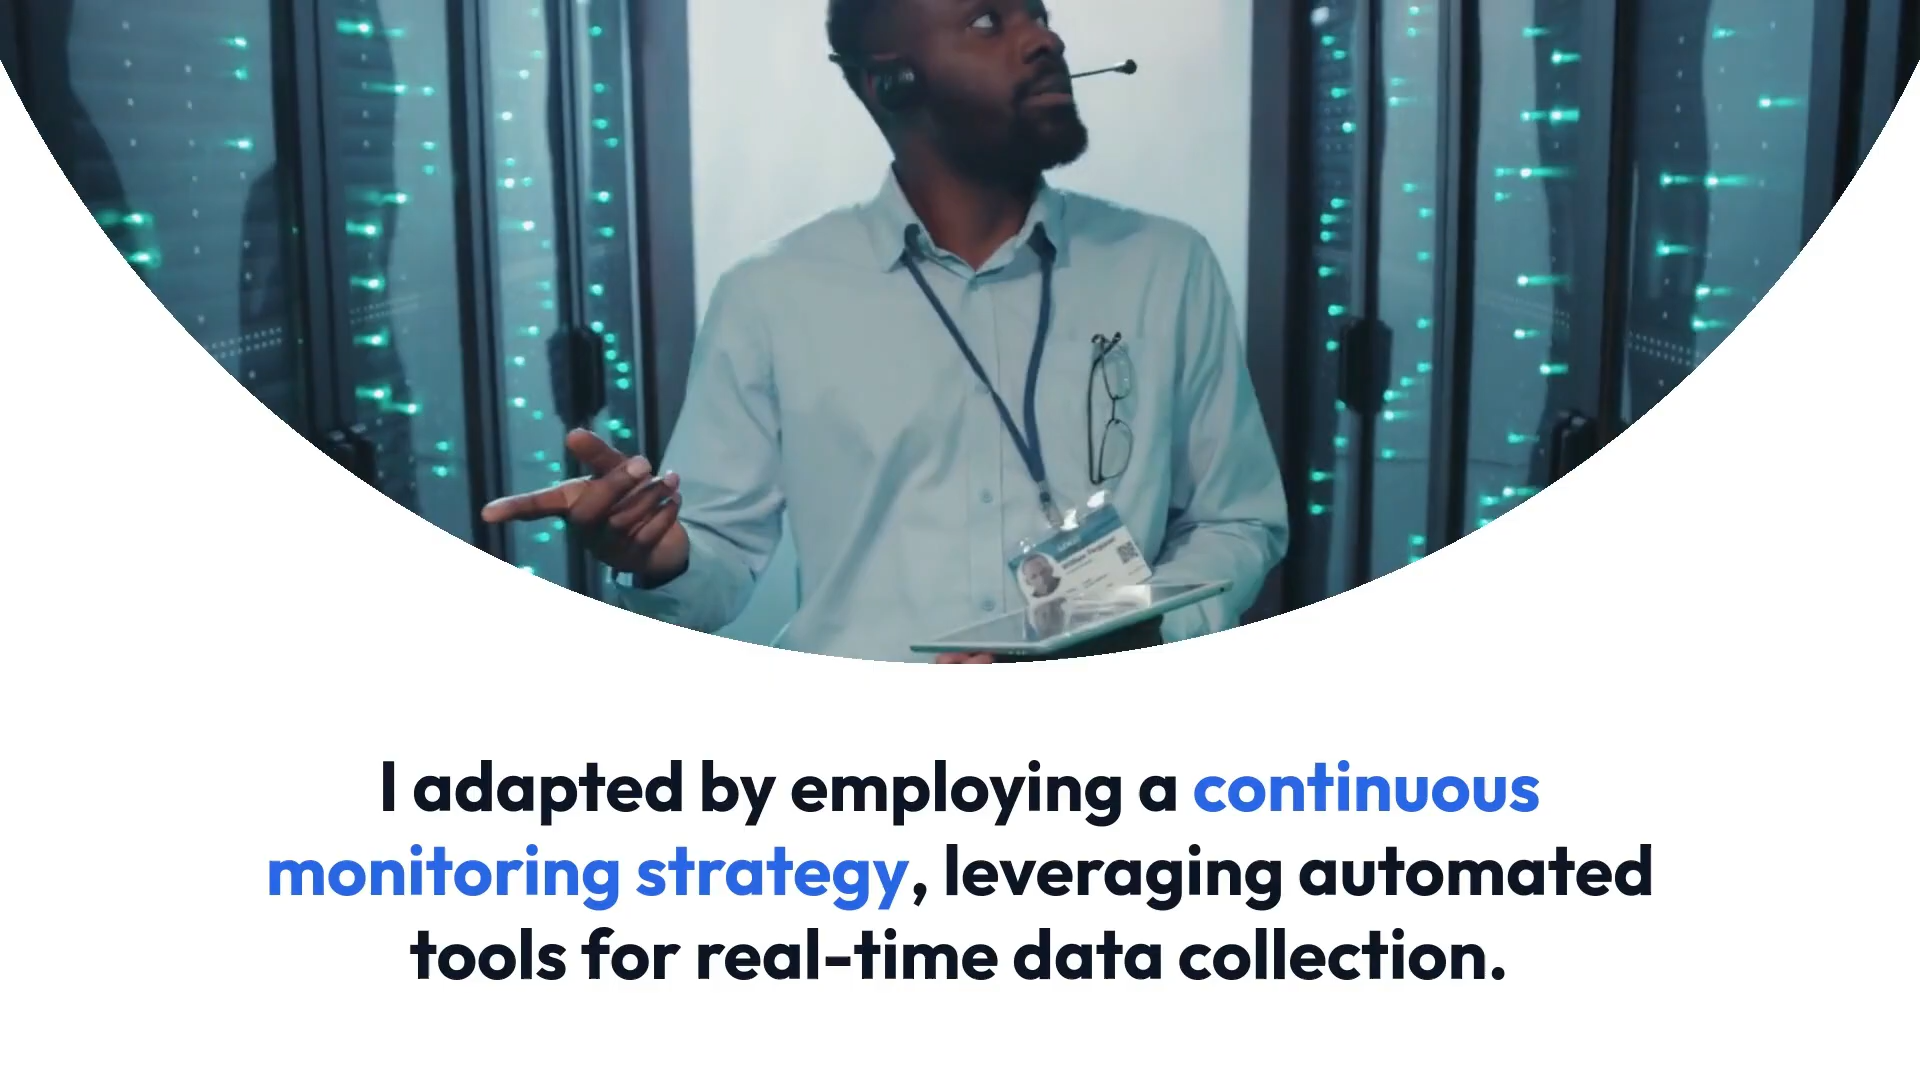 I adapted by employing a continuous
monitoring strategy, leveraging automated
tools for real-time data collection.